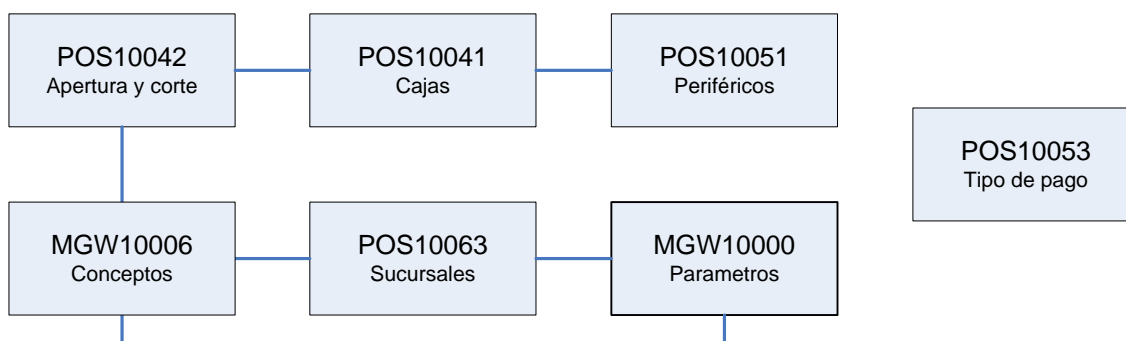 POS10042
Apertura y corte
POS10041
Cajas
POS10051
Periféricos
POS10053
Tipo de pago
MGW10006
Conceptos
POS10063
Sucursales
MGW10000
Parametros